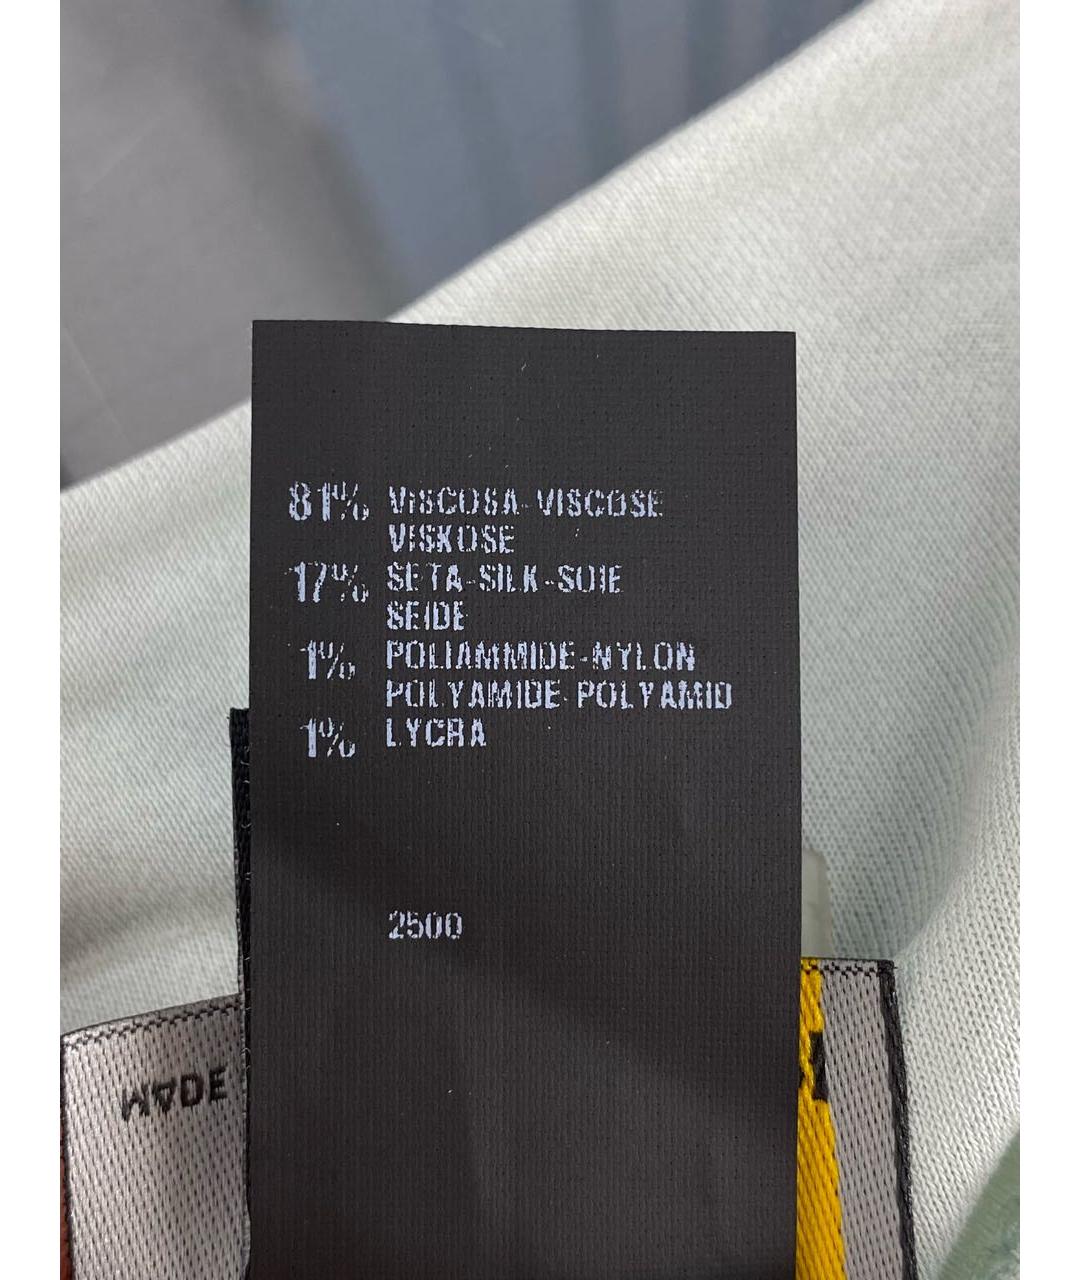 81% VISCOSA-VISCOSE
VISKOSE
17% SETA-SILK-SOIE
SEIDE
1% POLIAMMIDE-NYLON
POLYAMIDE-POLYAMID
1% LYCRA
2500
MADE